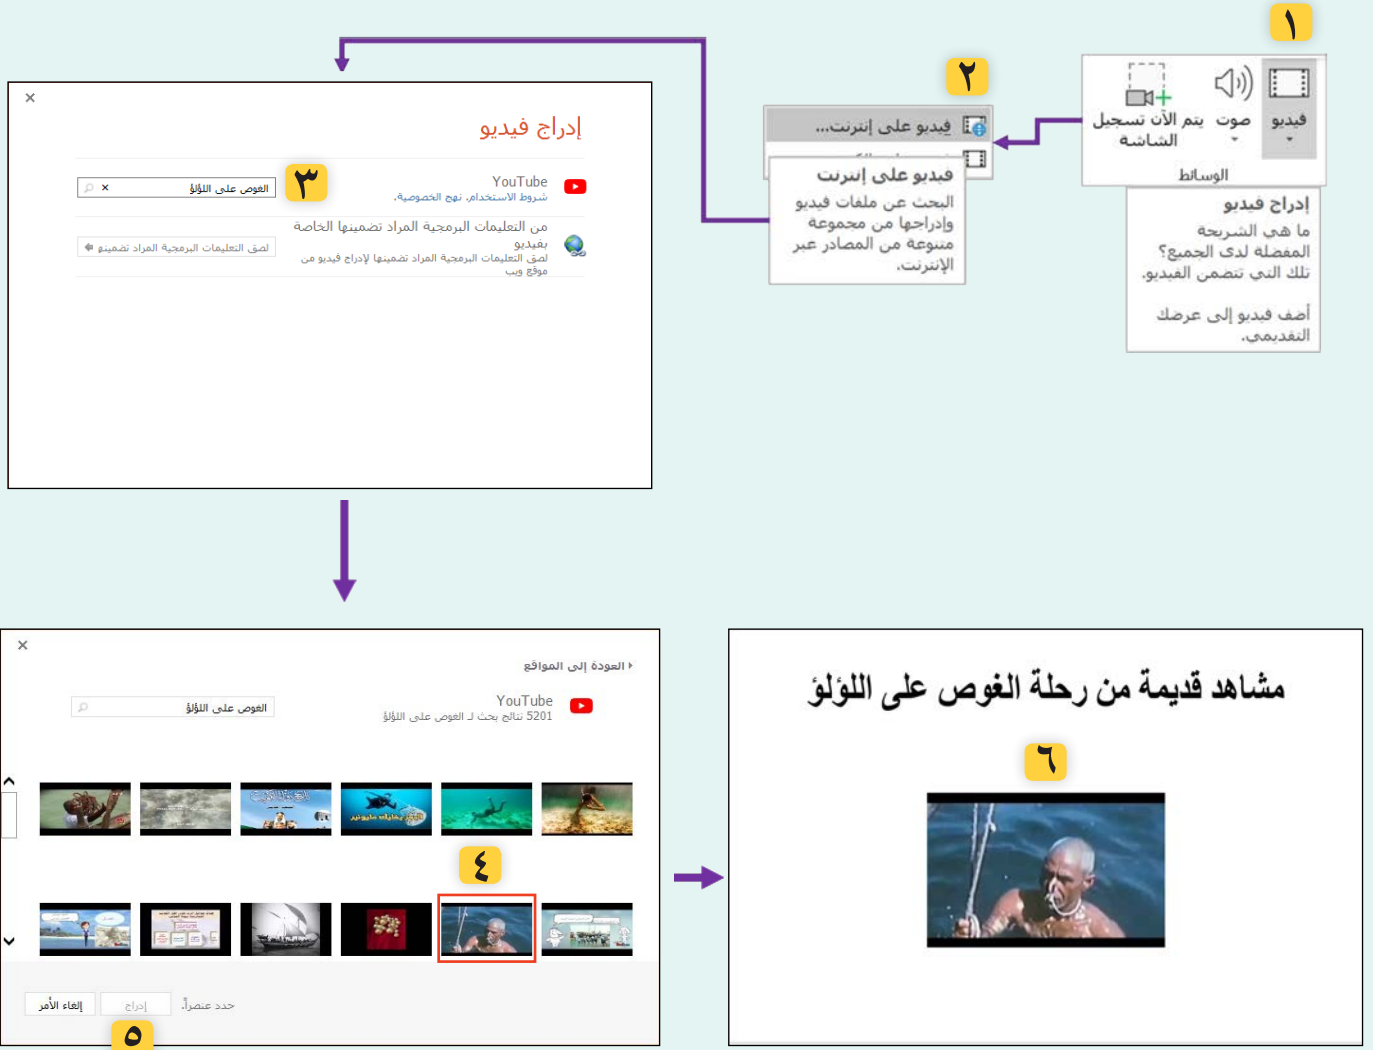 ١
فيديو
صوت
يتم الآن تسجيل
الشاشة
الوسائط
إدراج فيديو
ما هي الشريحة
المفضلة لدى الجميع؟
تلك التي تتضمن الفيديو.
أضف فيديو إلى عرضك
التقديمي.
٢
فيديو على إنترنت...
فيديو على إنترنت
البحث عن ملفات فيديو
وإدراجها من مجموعة
متنوعة من المصادر عبر
الإنترنت.
إدراج فيديو
YouTube
شروط الاستخدام. نهج الخصوصية.
٣
الغوص على اللؤلؤ
من التعليمات البرمجية المراد تضمينها الخاصة
بفيديو
لصق التعليمات البرمجية المراد تضمينها لإدراج فيديو من
موقع ويب
لصق التعليمات البرمجية المراد تضمينه
العودة إلى المواقع
YouTube
5201 نتائج بحث لـ الغوص على اللؤلؤ
الغوص على اللؤلؤ
٤
حدد عنصراً.
إدراج
إلغاء الأمر
٥
مشاهد قديمة من رحلة الغوص على اللؤلؤ
٦